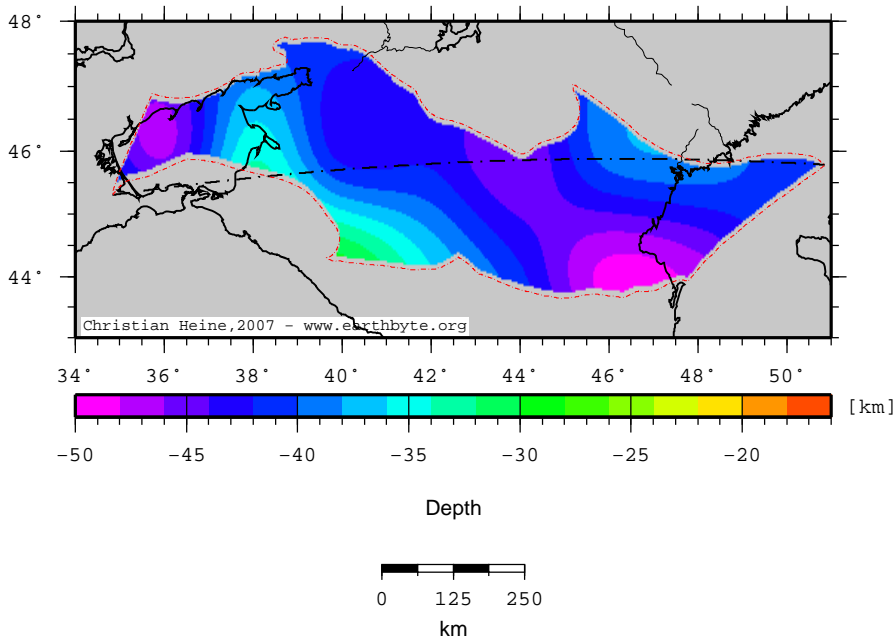 48°
46°
44°
Christian Heine,2007 - www.earthbyte.org
34° 36° 38° 40° 42° 44° 46° 48° 50°
[km]
−50 −45 −40 −35 −30 −25 −20
Depth
0 125 250
km